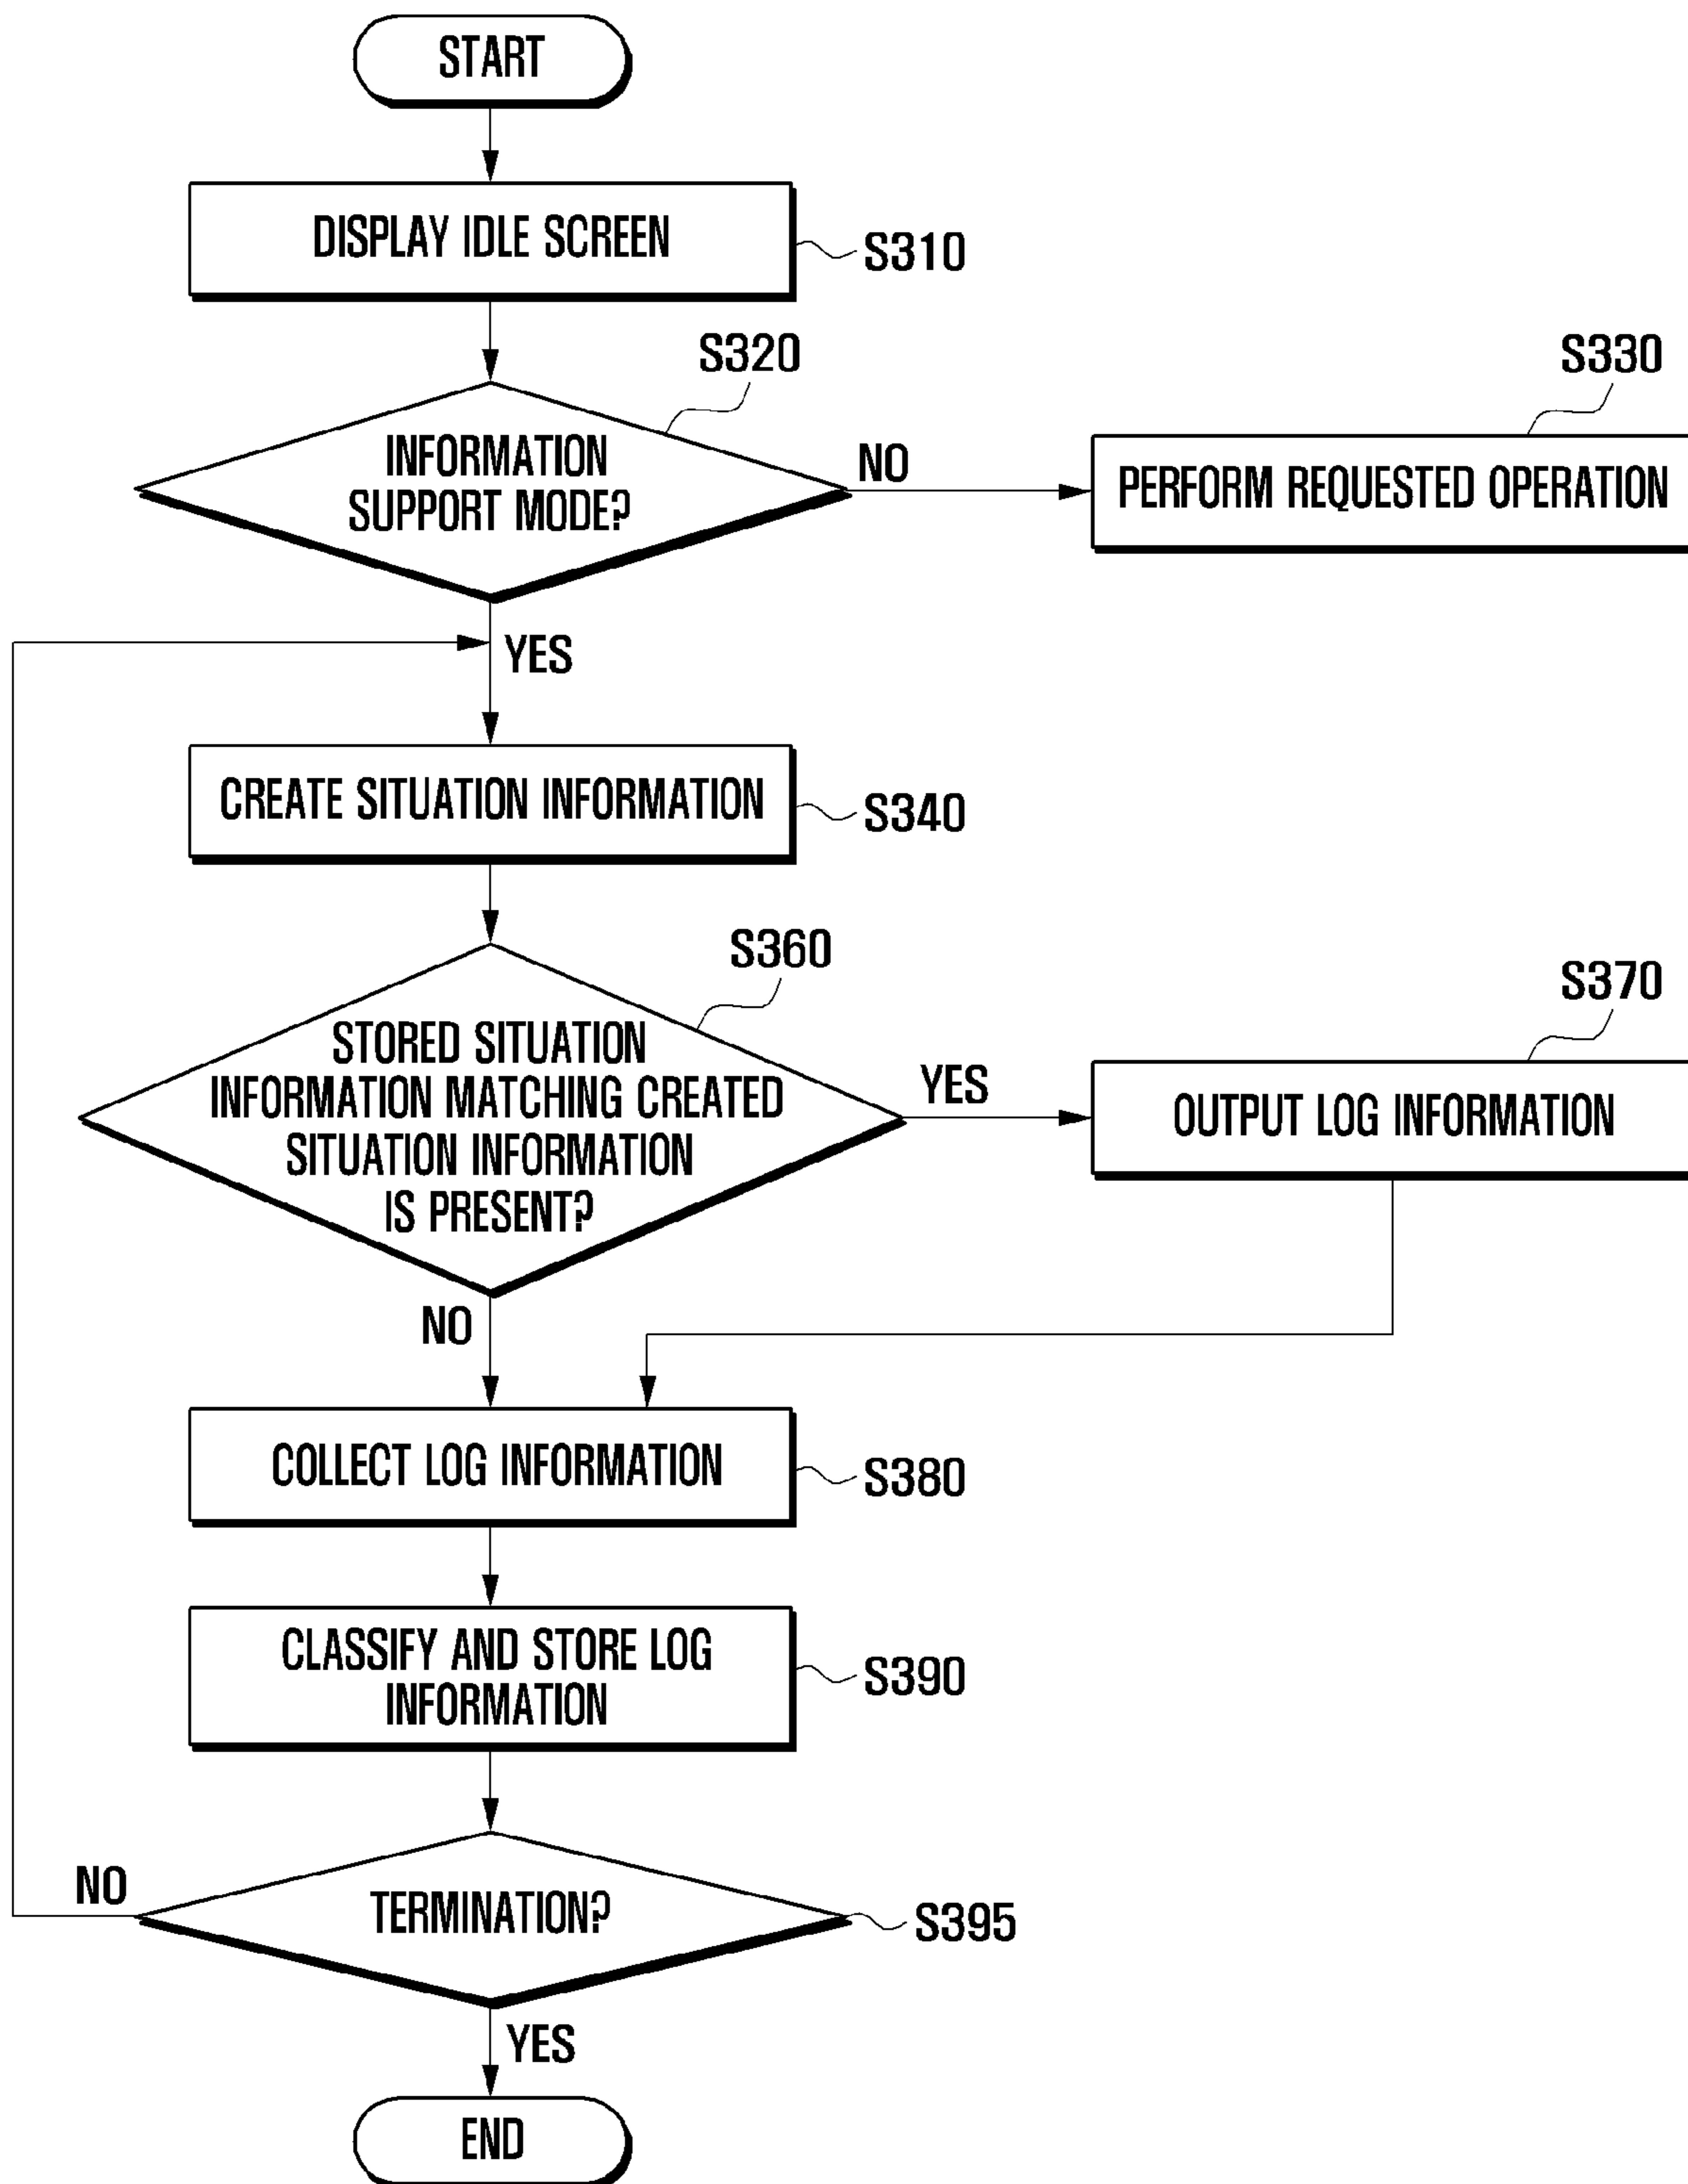 START
DISPLAY IDLE SCREEN
S310
S320
S330
INFORMATION
SUPPORT MODE?
NO
PERFORM REQUESTED OPERATION
YES
CREATE SITUATION INFORMATION
S340
S360
S370
STORED SITUATION
INFORMATION MATCHING CREATED
SITUATION INFORMATION
IS PRESENT?
YES
OUTPUT LOG INFORMATION
NO
COLLECT LOG INFORMATION
S380
CLASSIFY AND STORE LOG
INFORMATION
S390
NO
TERMINATION?
S395
YES
END